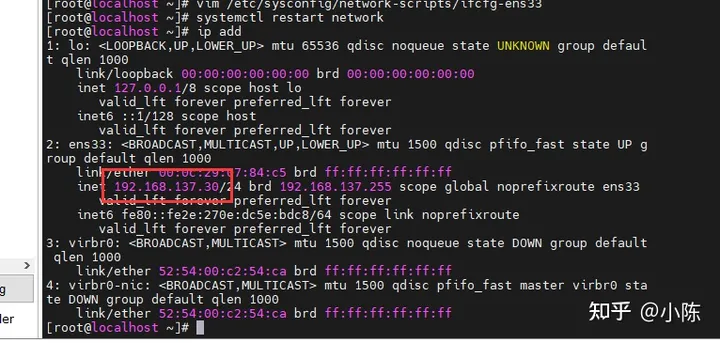 [root@localhost ~]# vim /etc/sysconfig/network-scripts/ifcfg-ens33
[root@localhost ~]# systemctl restart network
[root@localhost ~]# ip add
1: lo: <LOOPBACK,UP,LOWER_UP> mtu 65536 qdisc noqueue state UNKNOWN group defaul
t qlen 1000
link/loopback 00:00:00:00:00:00 brd 00:00:00:00:00:00
inet 127.0.0.1/8 scope host lo
valid_lft forever preferred_lft forever
inet6 ::1/128 scope host
valid_lft forever preferred_lft forever
2: ens33: <BROADCAST,MULTICAST,UP,LOWER_UP> mtu 1500 qdisc pfifo_fast state UP g
roup default qlen 1000
link/ether brd ff:ff:ff:ff:ff:ff
inet 192.168.137.30/24 brd 192.168.137.255 scope global noprefixroute ens33
valid_lft forever preferred_lft forever
inet6 fe80::fe2e:270e:dc5e:bdc8/64 scope link noprefixroute
valid_lft forever preferred_lft forever
3: virbr0: <BROADCAST,MULTICAST> mtu 1500 qdisc noqueue state DOWN group default
qlen 1000
link/ether 52:54:00:c2:54:ca brd ff:ff:ff:ff:ff:ff
4: virbr0-nic: <BROADCAST,MULTICAST> mtu 1500 qdisc pfifo_fast master virbr0 sta
te DOWN group default qlen 1000
link/ether 52:54:00:c2:54:ca brd ff:ff:ff:ff:ff:ff
[root@localhost ~]#
>
g
der
知乎 @小陈